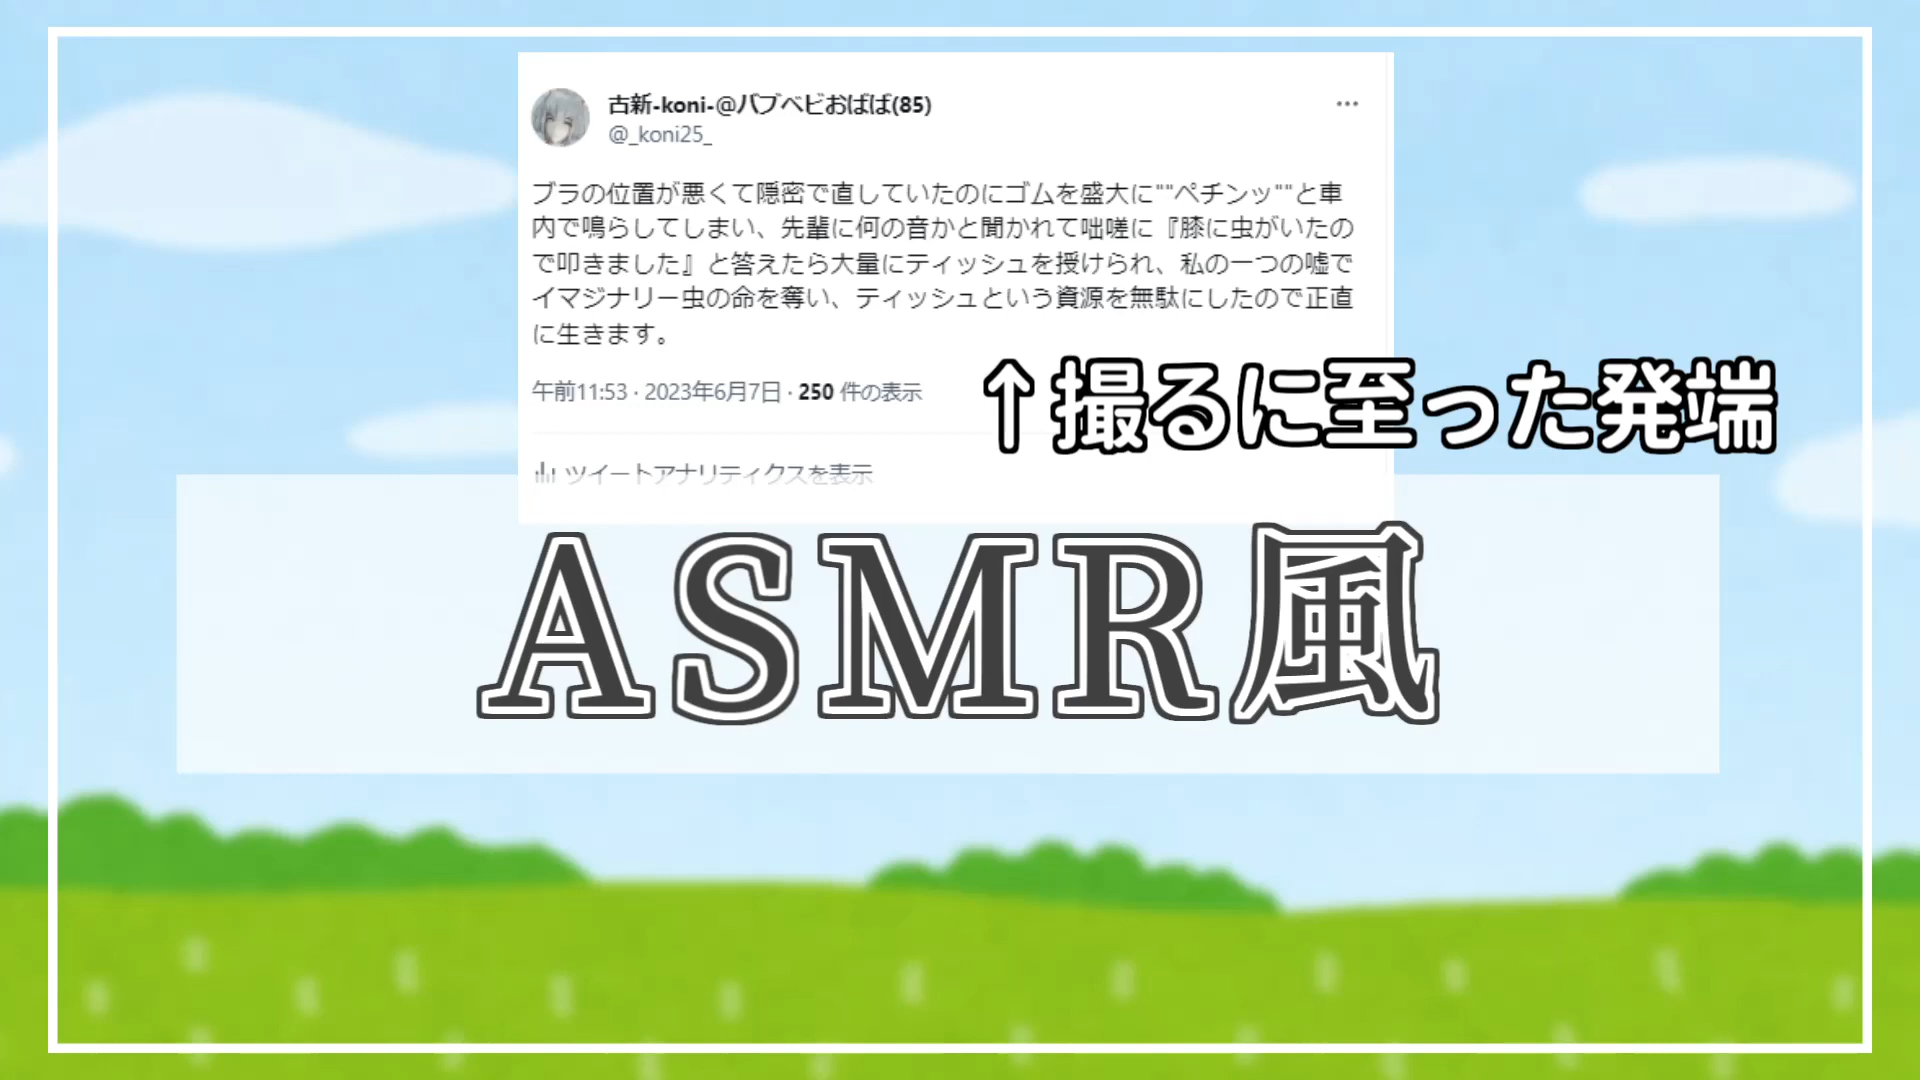 古新-koni-@バブベビおばば(85)
@_koni25_
ブラの位置が悪くて隠密で直していたのにゴムを盛大に""ペチンッ""と車
内で鳴らしてしまい、先輩に何の音かと聞かれて咄嗟に『膝に虫がいたの
で叩きました』と答えたら大量にティッシュを授けられ、私の一つの嘘で
イマジナリー虫の命を奪い、ティッシュという資源を無駄にしたので正直
に生きます。
午前11:53 · 2023年6月7日 · 250 件の表示
↑撮るに至った発端
ツイートアナリティクスを表示
ASMR風